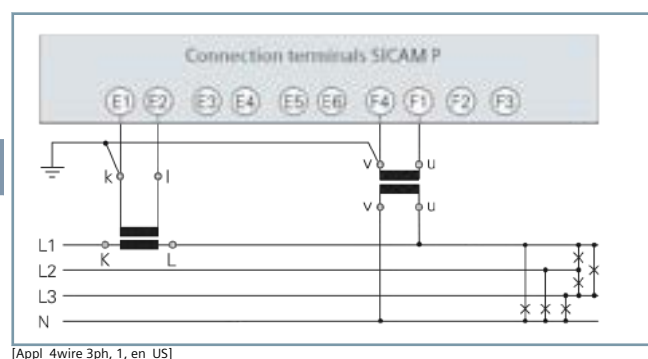 Connection terminals SICAM P
E1 E2 E3 E4 E5 E6 F4 F1 F2 F3
v u
k l
v u
L1
K L
L2
L3
N
[Appl_4wire 3ph, 1, en_US]